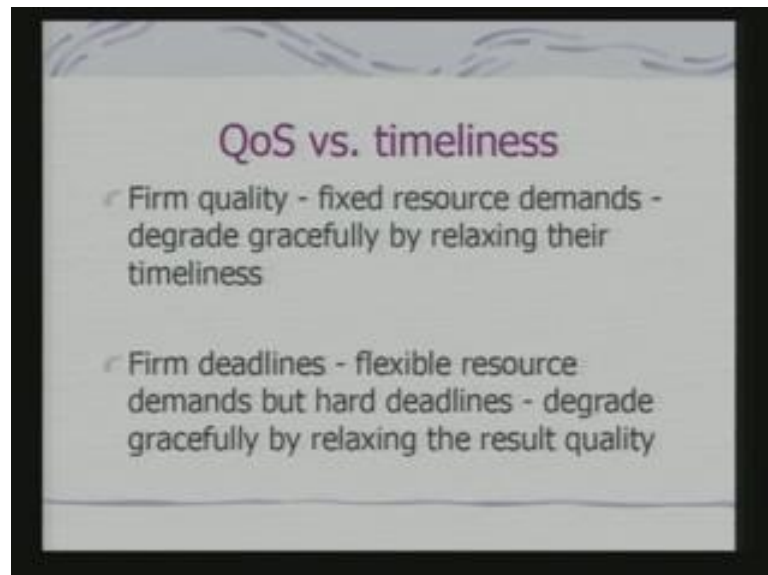 QoS vs. timeliness
Firm quality - fixed resource demands -
degrade gracefully by relaxing their
timeliness
Firm deadlines - flexible resource
demands but hard deadlines - degrade
gracefully by relaxing the result quality